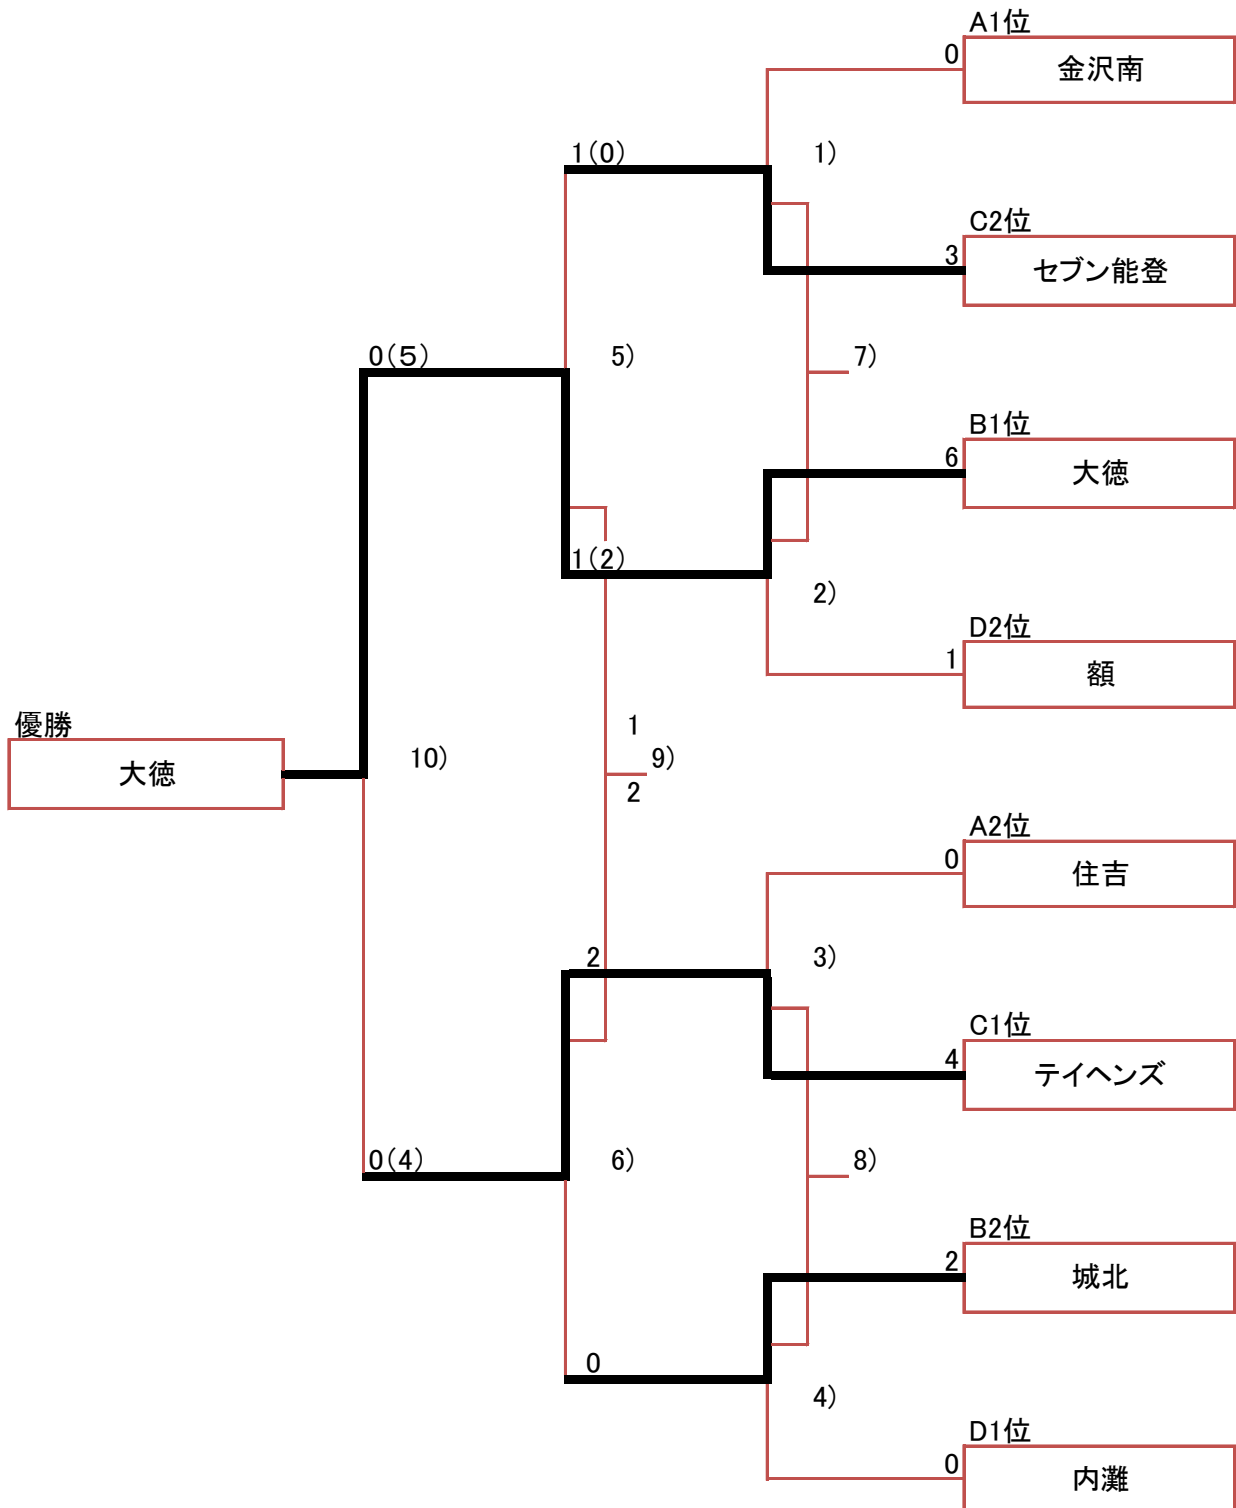 A1位
0
金沢南
1(0)
1)
C2位
3
セブン能登
0(5)
5)
7)
B1位
6
大徳
1(2)
2)
D2位
1
額
優勝
大徳
10)
1
9)
2
A2位
0
住吉
2
3)
C1位
4
テイヘンズ
0(4)
6)
8)
B2位
2
城北
0
4)
D1位
0
内灘